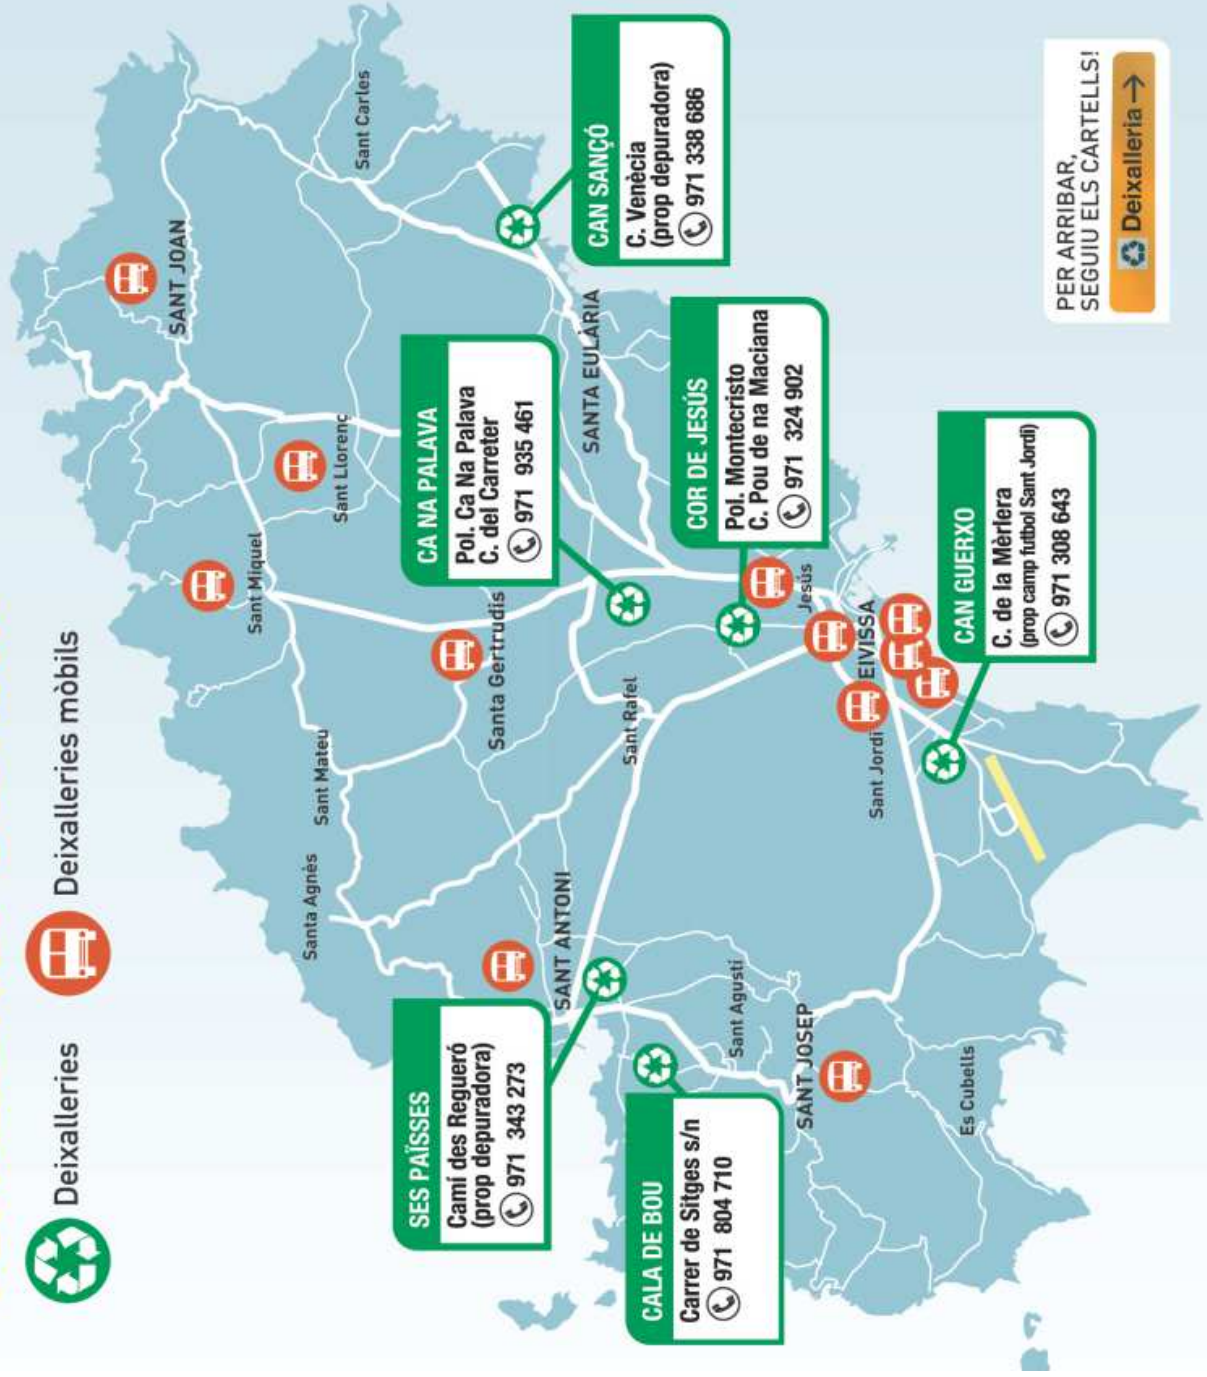 Deixalleries
Deixalleries mòbils
SANT JOAN
Sant Carles
Sant Llorenç
Sant Miquel
Santa Gertrudis
Sant Mateu
Santa Agnès
SANTA EULÀRIA
Sant Rafel
Jesús
EIVISSA
Sant Jordi
SANT ANTONI
Sant Agustí
SANT JOSEP
Es Cubells
SES PAÏSSES
Camí des Regueró
(prop depuradora)
971 343 273
CALA DE BOU
Carrer de Sitges s/n
971 804 710
CA NA PALAVA
Pol. Ca Na Palava
C. del Carreter
971 935 461
CAN SANÇÓ
C. Venècia
(prop depuradora)
971 338 686
COR DE JESÚS
Pol. Montecristo
C. Pou de na Maciana
971 324 902
CAN GUERXO
C. de la Mèrlera
(prop camp futbol Sant Jordi)
971 308 643
PER ARRIBAR,
SEGUIU ELS CARTELLS!
Deixalleria →